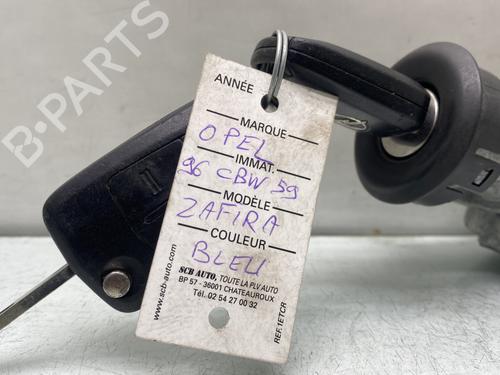 ANNÉE
MARQUE
OPEL
IMMAT.
96 CBW 59
MODÈLE
ZAFIRA
COULEUR
BLEU
SCB AUTO, TOUTE LA PLV AUTO
BP 57 - 36001 CHATEAUROUX
Tél. 02 54 27 00 32
www.scb-auto.com
REF.1ETCR
B-PARTS